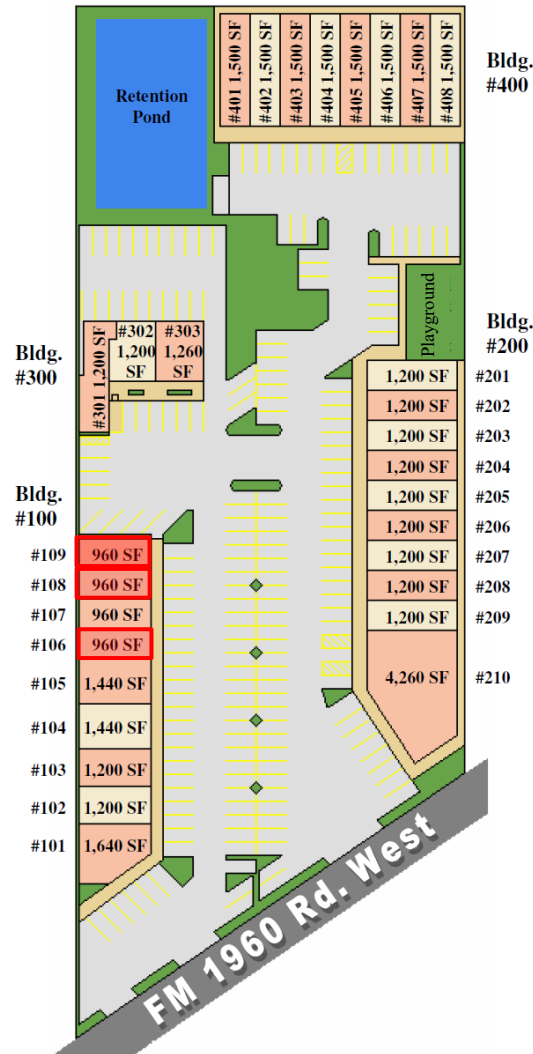 Retention
Pond
#401 1,500 SF
#402 1,500 SF
#403 1,500 SF
#404 1,500 SF
#405 1,500 SF
#406 1,500 SF
#407 1,500 SF
#408 1,500 SF
Bldg.
#400
Playground
Bldg.
#200
Bldg.
#300
#301 1,200 SF
#302
1,200
SF
#303
1,260
SF
1,200 SF #201
1,200 SF #202
1,200 SF #203
1,200 SF #204
1,200 SF #205
1,200 SF #206
1,200 SF #207
1,200 SF #208
1,200 SF #209
4,260 SF #210
Bldg.
#100
#109 960 SF
#108 960 SF
#107 960 SF
#106 960 SF
#105 1,440 SF
#104 1,440 SF
#103 1,200 SF
#102 1,200 SF
#101 1,640 SF
FM 1960 Rd. West